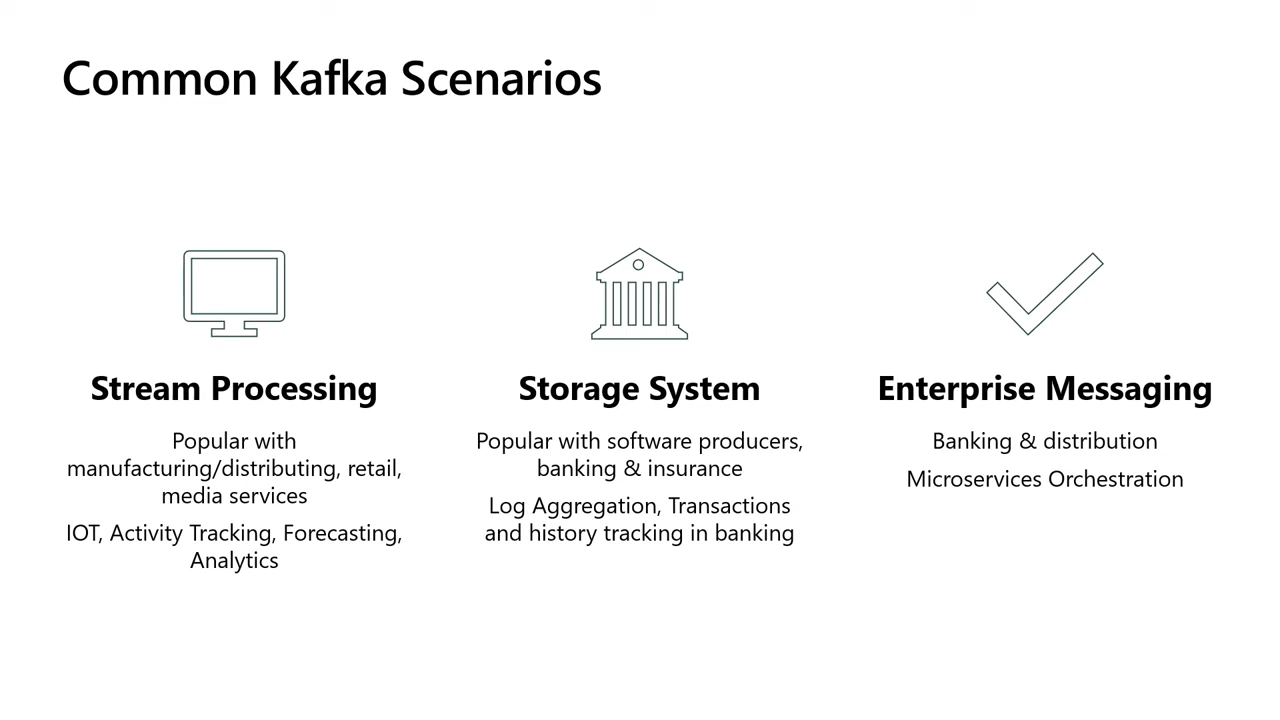 Common Kafka Scenarios
Stream Processing
Popular with
manufacturing/distributing, retail,
media services
IOT, Activity Tracking, Forecasting,
Analytics
Storage System
Popular with software producers,
banking & insurance
Log Aggregation, Transactions
and history tracking in banking
Enterprise Messaging
Banking & distribution
Microservices Orchestration